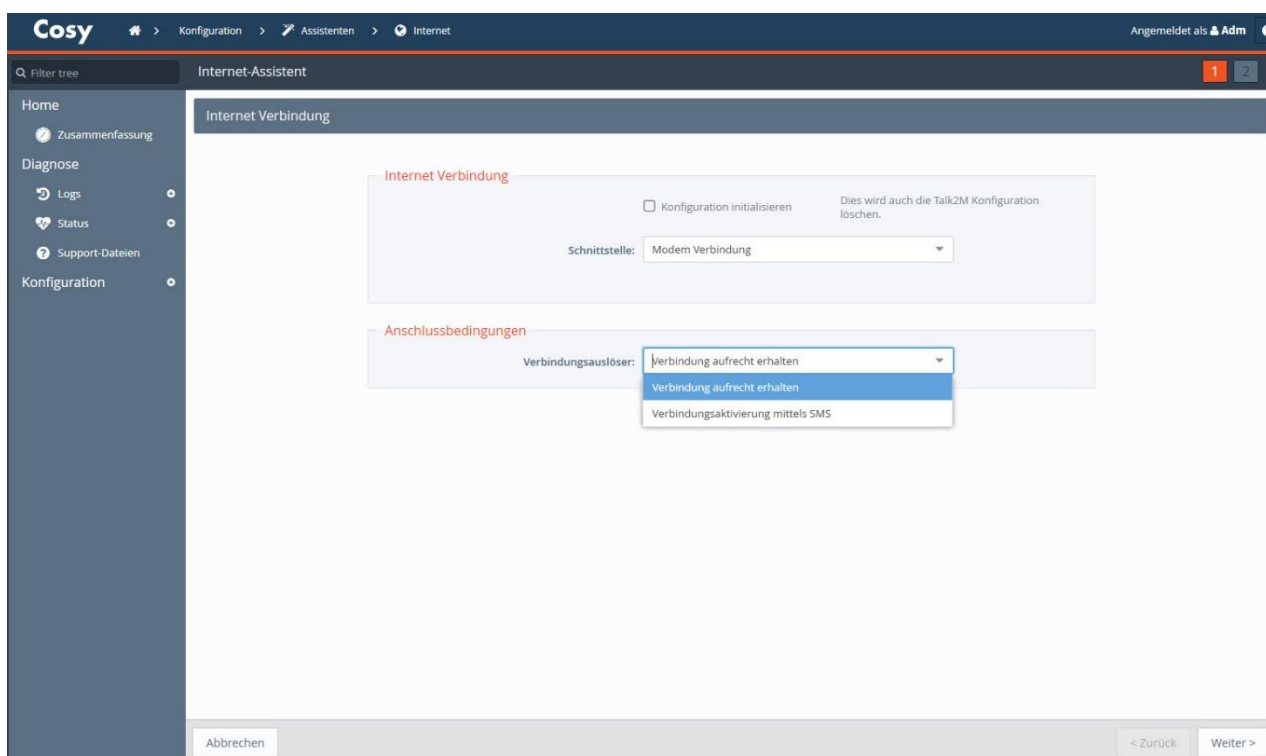 Cosy
> Konfiguration > Assistenten > Internet
Angemeldet als Adm
Filter tree
Internet-Assistent
1 2
Home
Zusammenfassung
Diagnose
Logs
Status
Support-Dateien
Konfiguration
Internet Verbindung
Internet Verbindung
Konfiguration initialisieren
Dies wird auch die Talk2M Konfiguration
löschen.
Schnittstelle: Modem Verbindung
Anschlussbedingungen
Verbindungsauslöser: Verbindung aufrecht erhalten
Verbindung aufrecht erhalten
Verbindungsaktivierung mittels SMS
Abbrechen
< Zurück
Weiter >